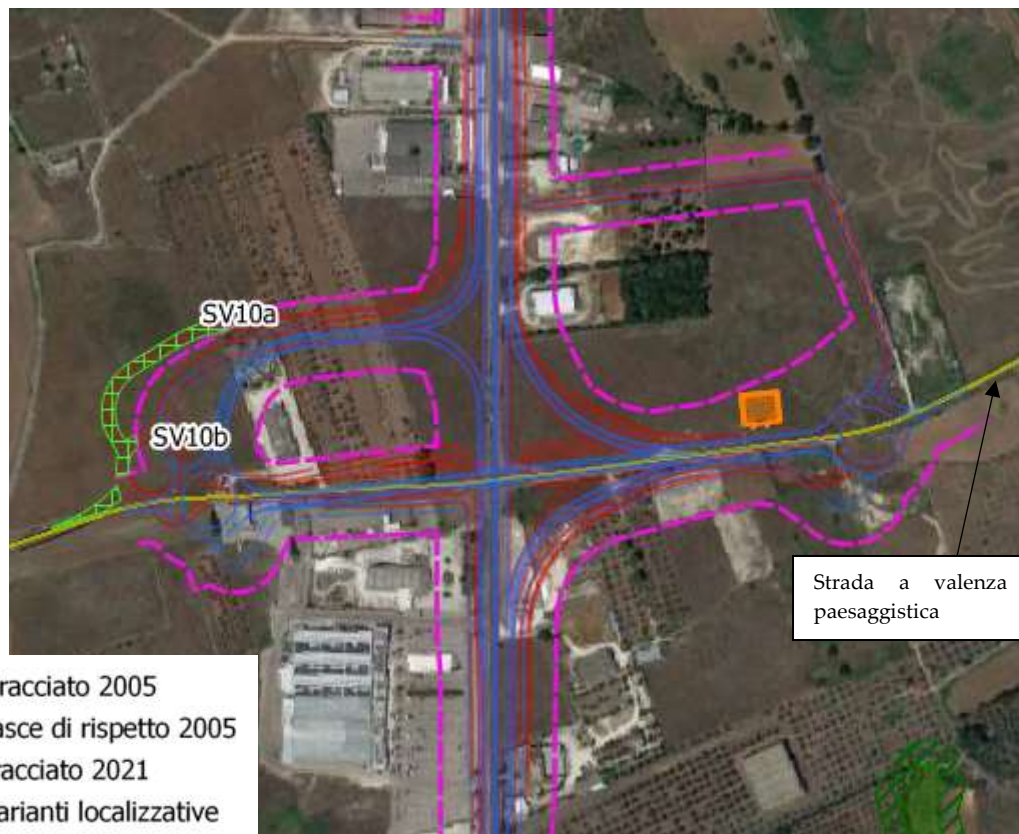 SV10a
SV10b
Strada a valenza
paesaggistica
racciato 2005
asce di rispetto 2005
racciato 2021
arianti localizzative